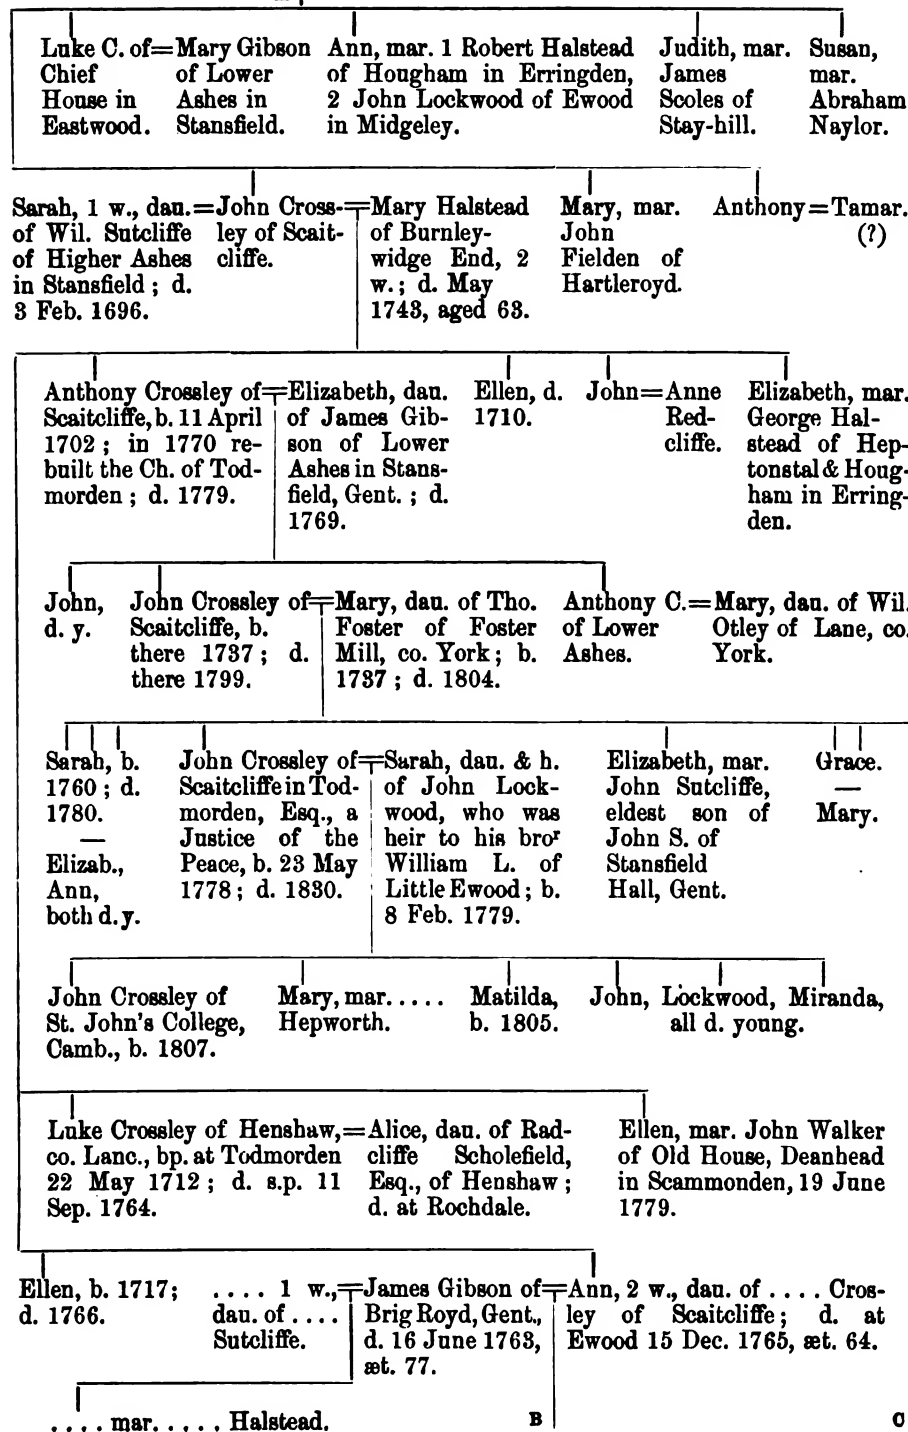 Luke C. of=Mary Gibson
Chief of Lower
House in Ashes in
Eastwood. Stansfield.
Ann, mar. 1 Robert Halstead
of Hougham in Erringden,
2 John Lockwood of Ewood
in Midgeley.
Judith, mar.
James
Scoles of
Stay-hill.
Susan,
mar.
Abraham
Naylor.
Sarah, 1 w., dau.=John Cross-=Mary Halstead
of Wil. Sutcliffe ley of Scait- of Burnley-
of Higher Ashes cliffe. widge End, 2
in Stansfield; d. w.; d. May
3 Feb. 1696. 1743, aged 63.
Mary, mar.
John
Fielden of
Hartleroyd.
Anthony=Tamar.
(?)
Anthony Crossley of=Elizabeth, dau.
Scaitcliffe, b. 11 April of James Gib-
1702; in 1770 re- son of Lower
built the Ch. of Tod- Ashes in Stans-
morden; d. 1779. field, Gent.; d.
1769.
Ellen, d.
1710.
John=Anne
Red-
cliffe.
Elizabeth, mar.
George Hal-
stead of Hep-
tonstal & Houg-
ham in Erring-
den.
John,
d. y.
John Crossley of=Mary, dau. of Tho.
Scaitcliffe, b. Foster of Foster
there 1737; d. Mill, co. York; b.
there 1799. 1737; d. 1804.
Anthony C.=Mary, dau. of Wil.
of Lower Otley of Lane, co.
Ashes. York.
Sarah, b.
1760; d.
1780.
—
Elizab.,
Ann,
both d.y.
John Crossley of=Sarah, dau. & h.
Scaitcliffe in Tod- of John Lock-
morden, Esq., a wood, who was
Justice of the heir to his broʳ
Peace, b. 23 May William L. of
1778; d. 1830. Little Ewood; b.
8 Feb. 1779.
Elizabeth, mar.
John Sutcliffe,
eldest son of
John S. of
Stansfield
Hall, Gent.
Grace.
—
Mary.
John Crossley of
St. John's College,
Camb., b. 1807.
Mary, mar.....
Hepworth.
Matilda,
b. 1805.
John, Lockwood, Miranda,
all d. young.
Luke Crossley of Henshaw,=Alice, dau. of Rad-
co. Lanc., bp. at Todmorden cliffe Scholefield,
22 May 1712; d. s.p. 11 Esq., of Henshaw;
Sep. 1764. d. at Rochdale.
Ellen, mar. John Walker
of Old House, Deanhead
in Scammonden, 19 June
1779.
Ellen, b. 1717;
d. 1766.
.... 1 w.,=James Gibson of=Ann, 2 w., dau. of .... Cros-
dau. of .... Brig Royd, Gent., ley of Scaitcliffe; d. at
Sutcliffe. d. 16 June 1763, Ewood 15 Dec. 1765, æt. 64.
æt. 77.
.... mar..... Halstead.
B C